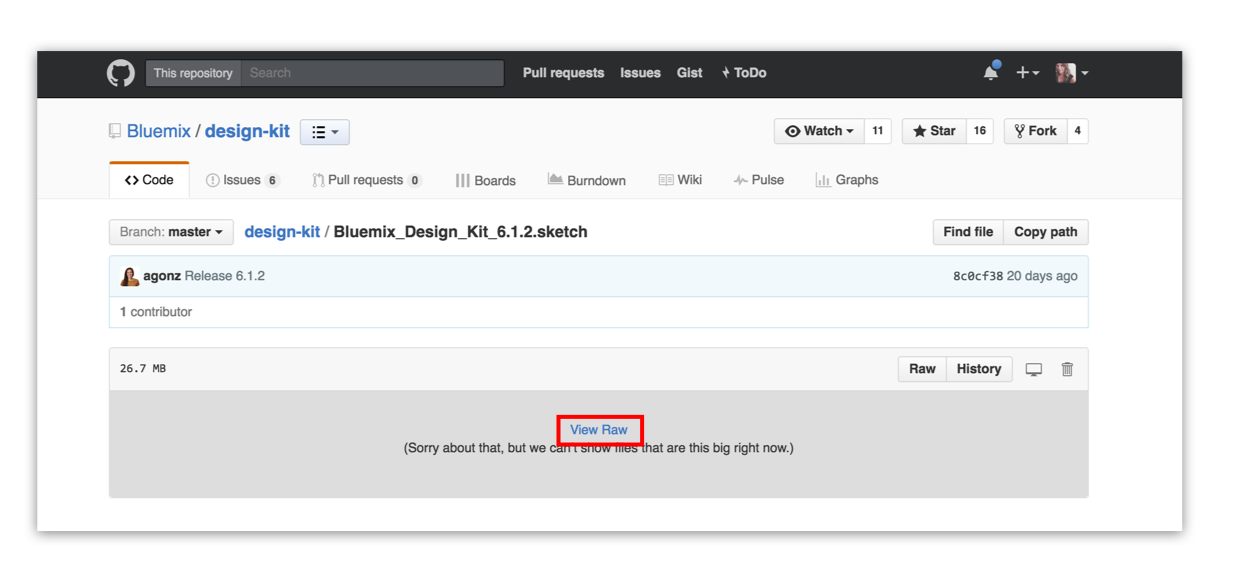 This repository Search Pull requests Issues Gist ToDo
Bluemix / design-kit Watch 11 Star 16 Fork 4
Code Issues 6 Pull requests 0 Boards Burndown Wiki Pulse Graphs
Branch: master design-kit / Bluemix_Design_Kit_6.1.2.sketch Find file Copy path
agonz Release 6.1.2 8c0cf38 20 days ago
1 contributor
26.7 MB Raw History
View Raw
(Sorry about that, but we can't show files that are this big right now.)